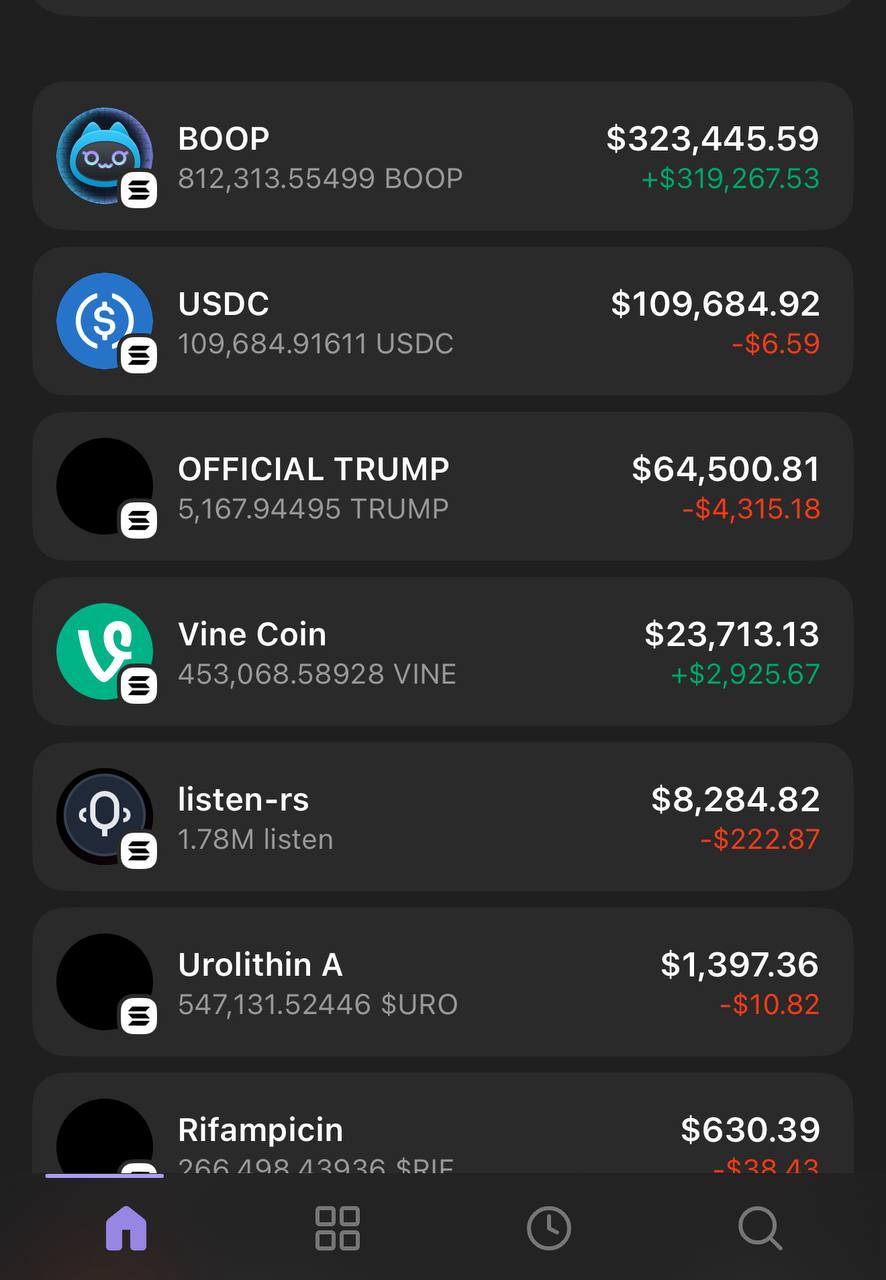 BOOP
$323,445.59
812,313.55499 BOOP
+$319,267.53
USDC
$109,684.92
109,684.91611 USDC
-$6.59
OFFICIAL TRUMP
$64,500.81
5,167.94495 TRUMP
-$4,315.18
Vine Coin
$23,713.13
453,068.58928 VINE
+$2,925.67
listen-rs
$8,284.82
1.78M listen
-$222.87
Urolithin A
$1,397.36
547,131.52446 $URO
-$10.82
Rifampicin
$630.39
266,498.43936 $RIF
-$38.43